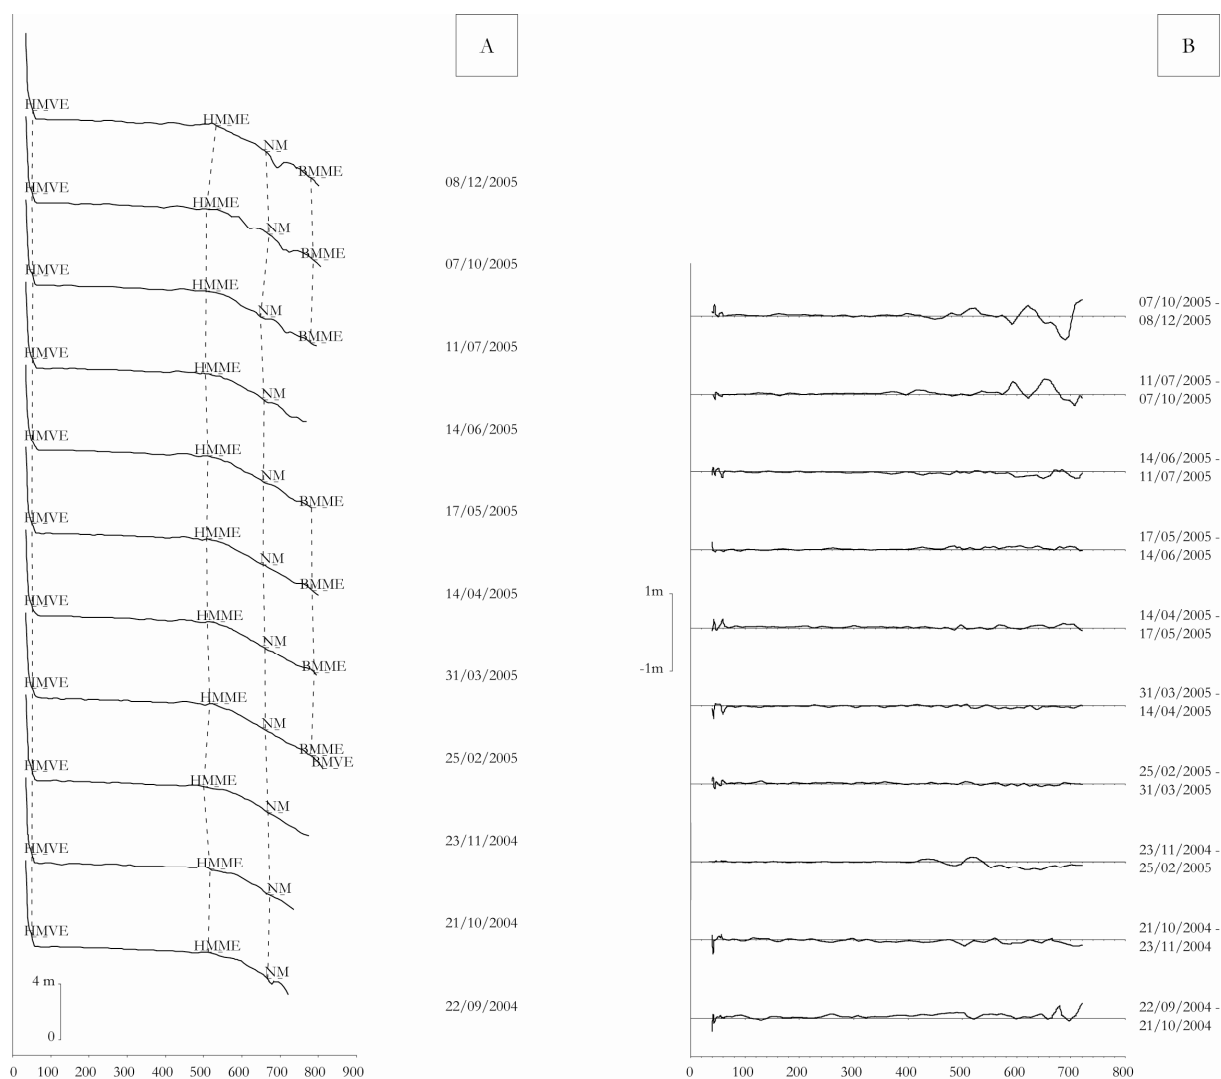 A
HMVE
HMME
NM
BMME
08/12/2005
HMVE
HMME
NM
BMME
07/10/2005
HMVE
HMME
NM
BMME
11/07/2005
HMVE
HMME
NM
14/06/2005
HMVE
HMME
NM
BMME
17/05/2005
HMVE
HMME
NM
BMME
14/04/2005
HMVE
HMME
NM
BMME
31/03/2005
HMVE
HMME
NM
BMME
BMVE
25/02/2005
HMVE
HMME
NM
23/11/2004
HMVE
HMME
NM
21/10/2004
HMVE
HMME
NM
22/09/2004
4 m
0
0 100 200 300 400 500 600 700 800 900
B
07/10/2005 -
08/12/2005
11/07/2005 -
07/10/2005
14/06/2005 -
11/07/2005
17/05/2005 -
14/06/2005
1m
-1m
14/04/2005 -
17/05/2005
31/03/2005 -
14/04/2005
25/02/2005 -
31/03/2005
23/11/2004 -
25/02/2005
21/10/2004 -
23/11/2004
22/09/2004 -
21/10/2004
0 100 200 300 400 500 600 700 800